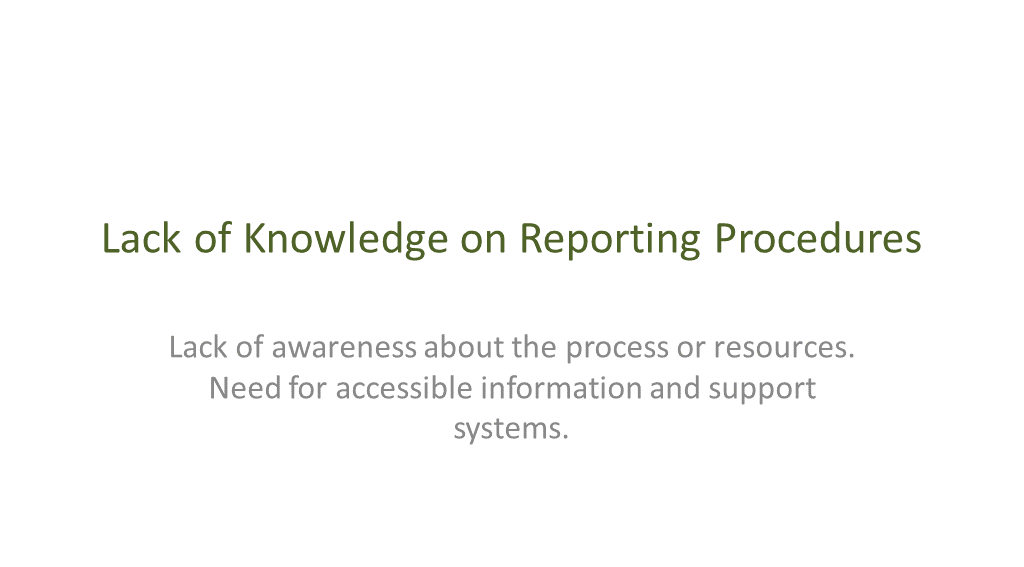 Lack of Knowledge on Reporting Procedures
Lack of awareness about the process or resources.
Need for accessible information and support
systems.